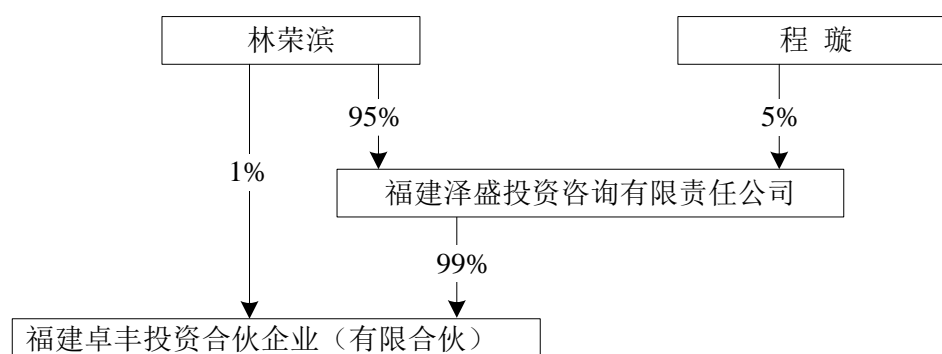 林荣滨
程 璇
95%
5%
1%
福建泽盛投资咨询有限责任公司
99%
福建卓丰投资合伙企业（有限合伙）